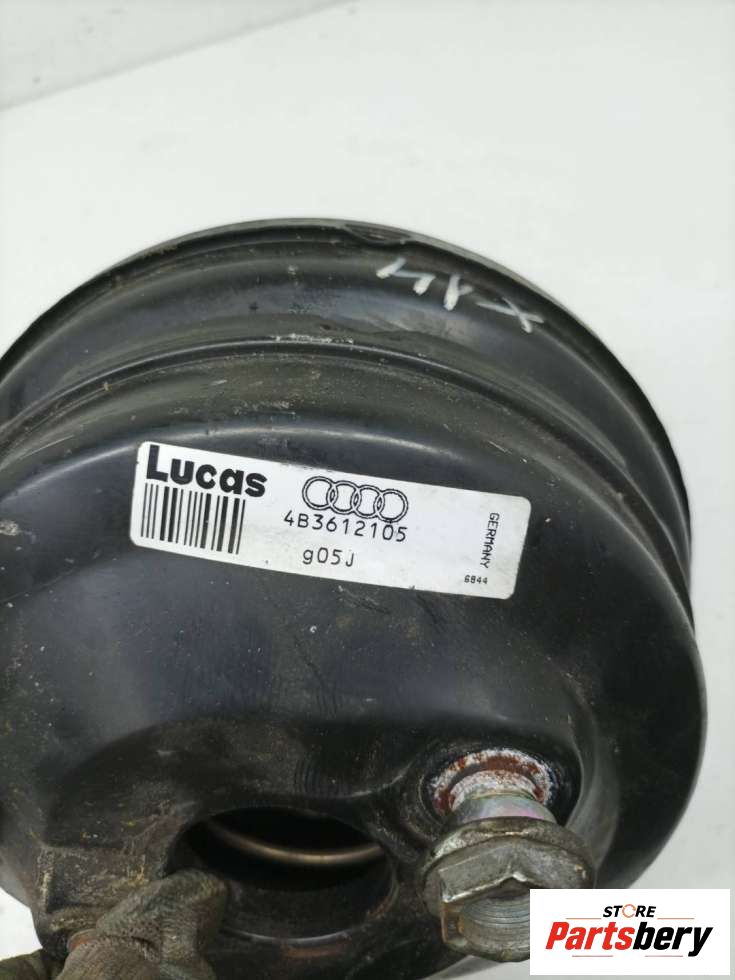 Lucas
4B3612105
g05J
GERMANY
6844
STORE
Partsbery